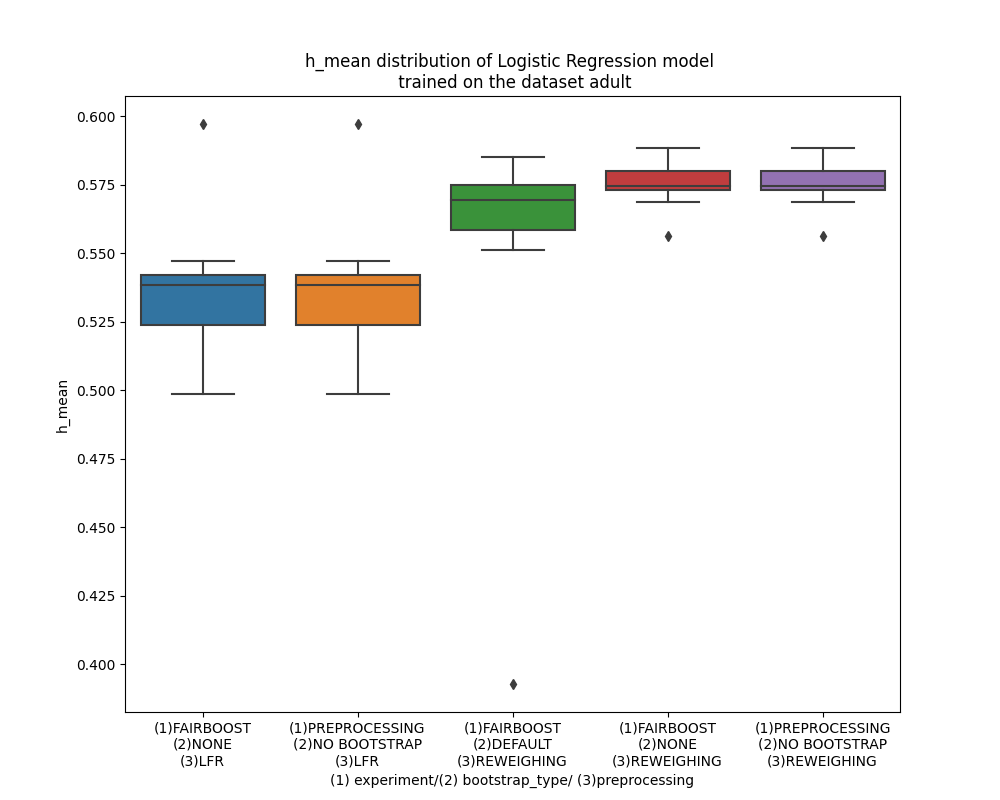 h_mean distribution of Logistic Regression model
trained on the dataset adult
h_mean
0.600
0.575
0.550
0.525
0.500
0.475
0.450
0.425
0.400
(1)FAIRBOOST
(2)NONE
(3)LFR
(1)PREPROCESSING
(2)NO BOOTSTRAP
(3)LFR
(1)FAIRBOOST
(2)DEFAULT
(3)REWEIGHING
(1)FAIRBOOST
(2)NONE
(3)REWEIGHING
(1)PREPROCESSING
(2)NO BOOTSTRAP
(3)REWEIGHING
(1) experiment/(2) bootstrap_type/ (3)preprocessing